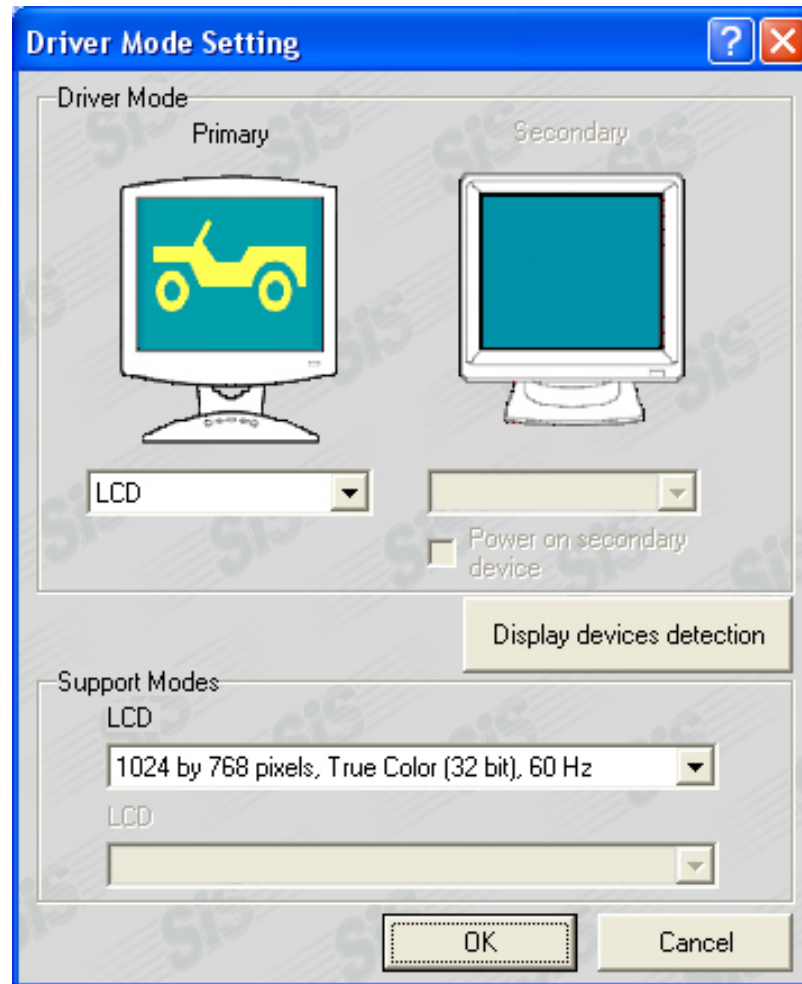 Driver Mode Setting
Driver Mode
Primary
Secondary
LCD
Power on secondary
device
Display devices detection
Support Modes
LCD
1024 by 768 pixels, True Color (32 bit), 60 Hz
LCD
OK
Cancel
SiS